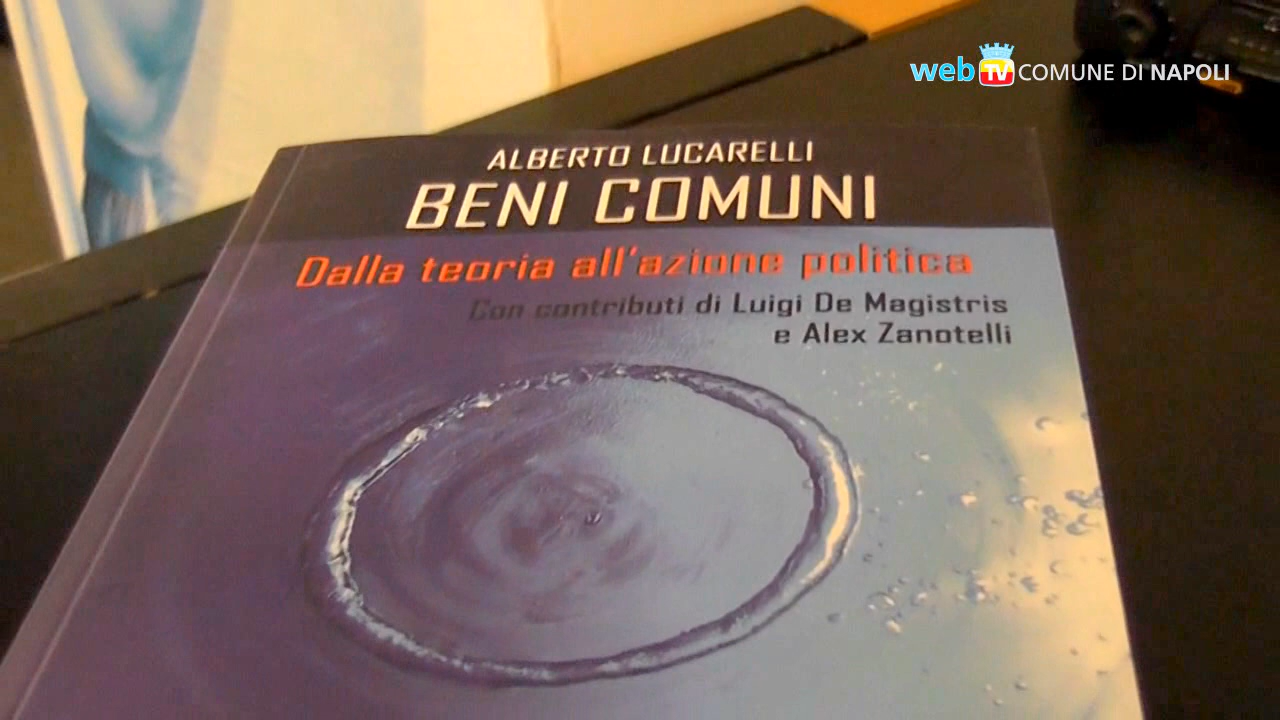 web TV COMUNE DI NAPOLI
ALBERTO LUCARELLI
BENI COMUNI
Dalla teoria all'azione politica
Con contributi di Luigi De Magistris
e Alex Zanotelli